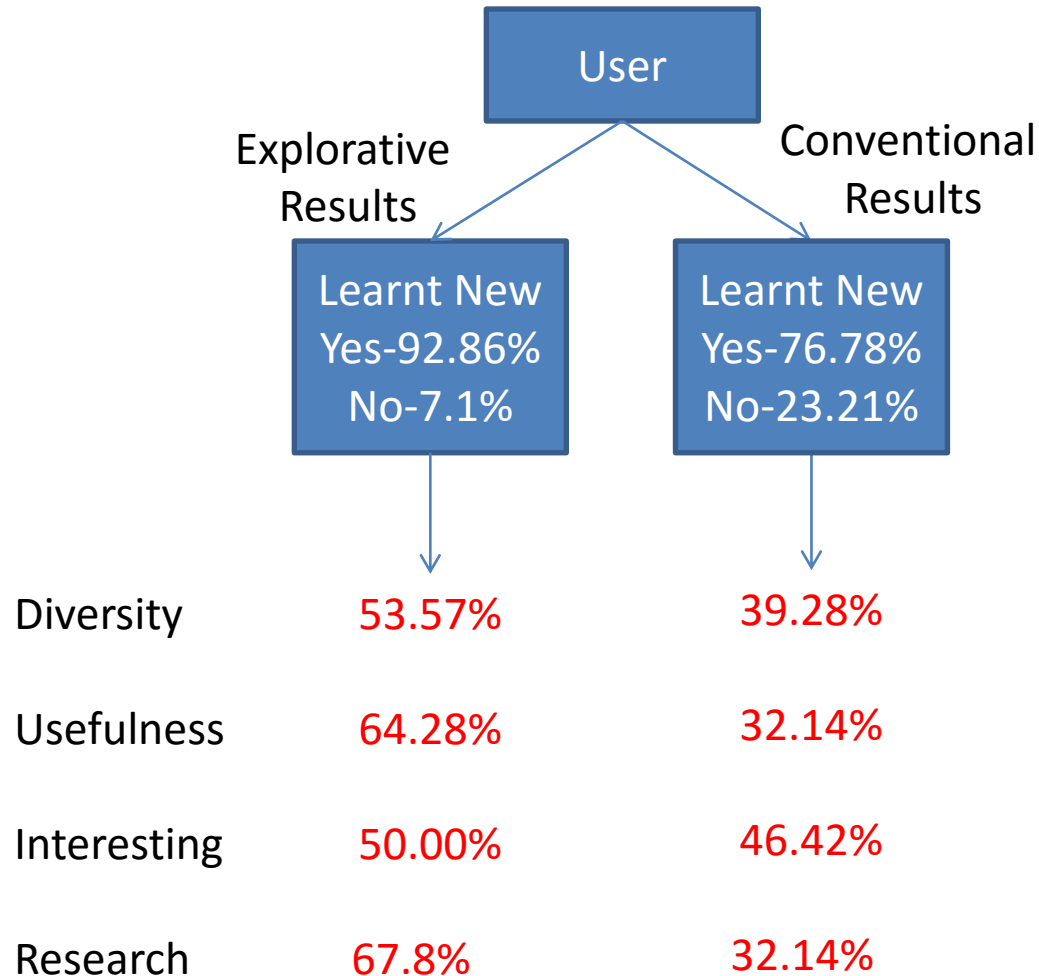 User
Explorative
Results
Conventional
Results
Learnt New
Yes-92.86%
No-7.1%
Learnt New
Yes-76.78%
No-23.21%
Diversity 53.57% 39.28%
Usefulness 64.28% 32.14%
Interesting 50.00% 46.42%
Research 67.8% 32.14%